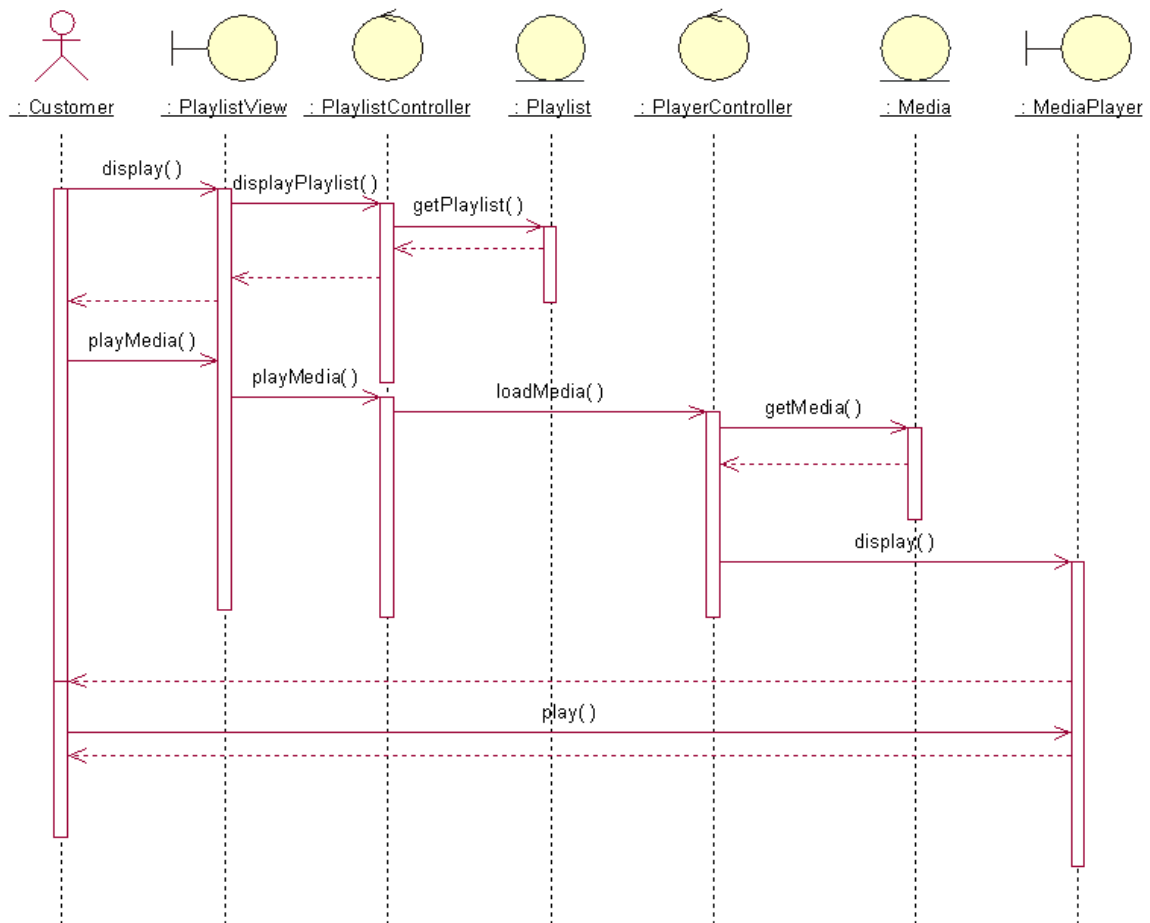 : Customer
: PlaylistView
: PlaylistController
: Playlist
: PlayerController
: Media
: MediaPlayer
display( )
displayPlaylist( )
getPlaylist( )
playMedia( )
playMedia( )
loadMedia( )
getMedia( )
display( )
play( )